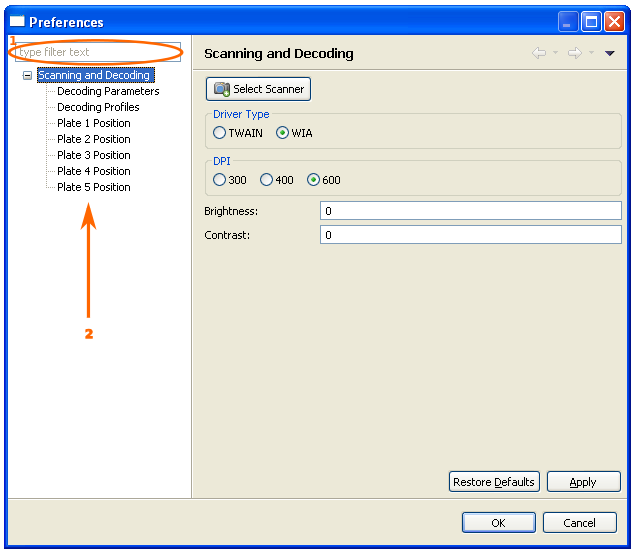 Preferences
1
type filter text
Scanning and Decoding
Decoding Parameters
Decoding Profiles
Plate 1 Position
Plate 2 Position
Plate 3 Position
Plate 4 Position
Plate 5 Position
2
Scanning and Decoding
Select Scanner
Driver Type
TWAIN WIA
DPI
300 400 600
Brightness: 0
Contrast: 0
Restore Defaults Apply
OK Cancel